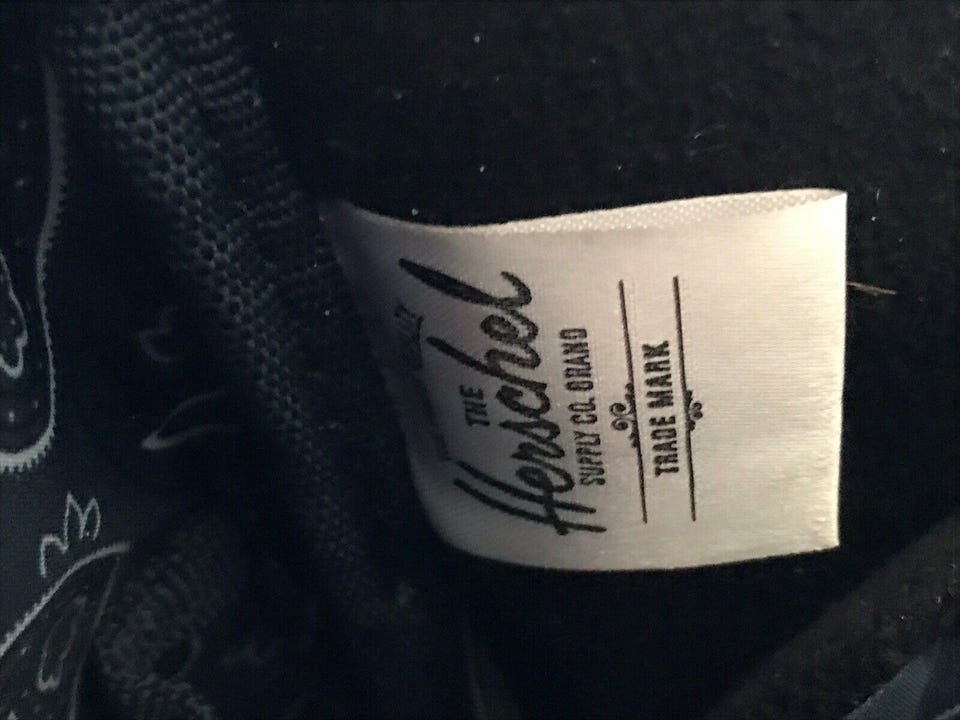 THE
Herschel
SUPPLY CO. BRAND
TRADE MARK